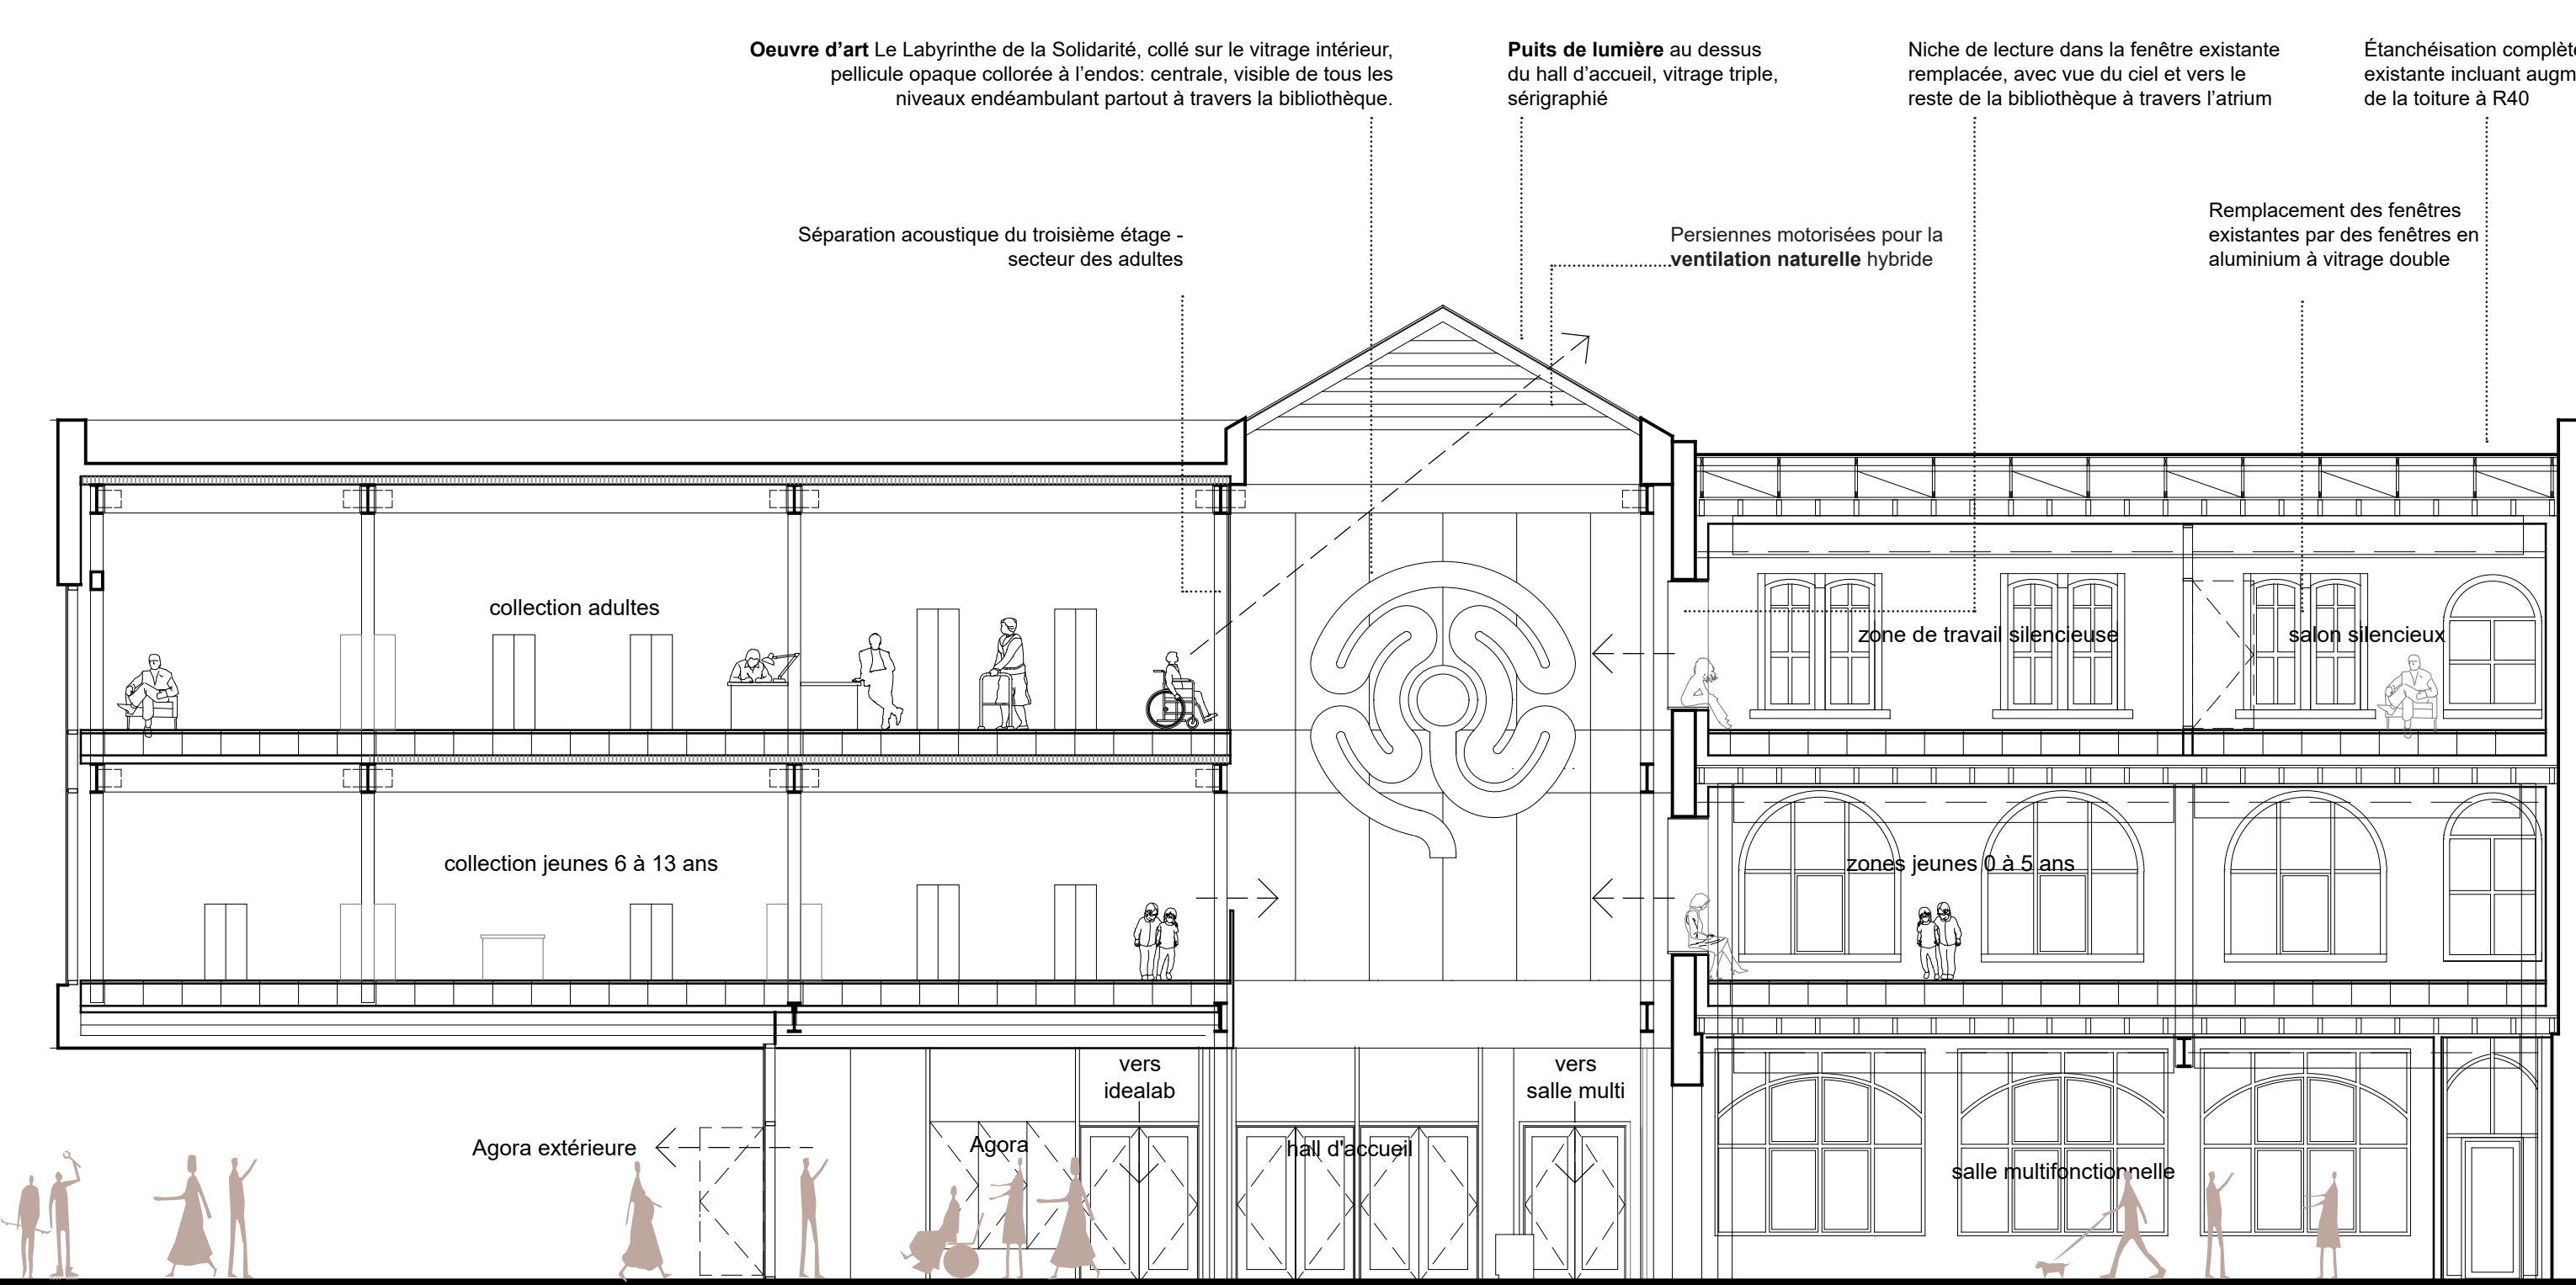 Oeuvre d’art Le Labyrinthe de la Solidarité, collé sur le vitrage intérieur,
pellicule opaque collorée à l’endos: centrale, visible de tous les
niveaux endéambulant partout à travers la bibliothèque.
Puits de lumière au dessus
du hall d’accueil, vitrage triple,
sérigraphié
Niche de lecture dans la fenêtre existante
remplacée, avec vue du ciel et vers le
reste de la bibliothèque à travers l’atrium
Étanchéisation complèt
existante incluant augm
de la toiture à R40
Séparation acoustique du troisième étage -
secteur des adultes
Persiennes motorisées pour la
ventilation naturelle hybride
Remplacement des fenêtres
existantes par des fenêtres en
aluminium à vitrage double
collection adultes
zone de travail silencieuse
salon silencieux
collection jeunes 6 à 13 ans
zones jeunes 0 à 5 ans
vers
idealab
vers
salle multi
Agora extérieure
Agora
hall d'accueil
salle multifonctionnelle